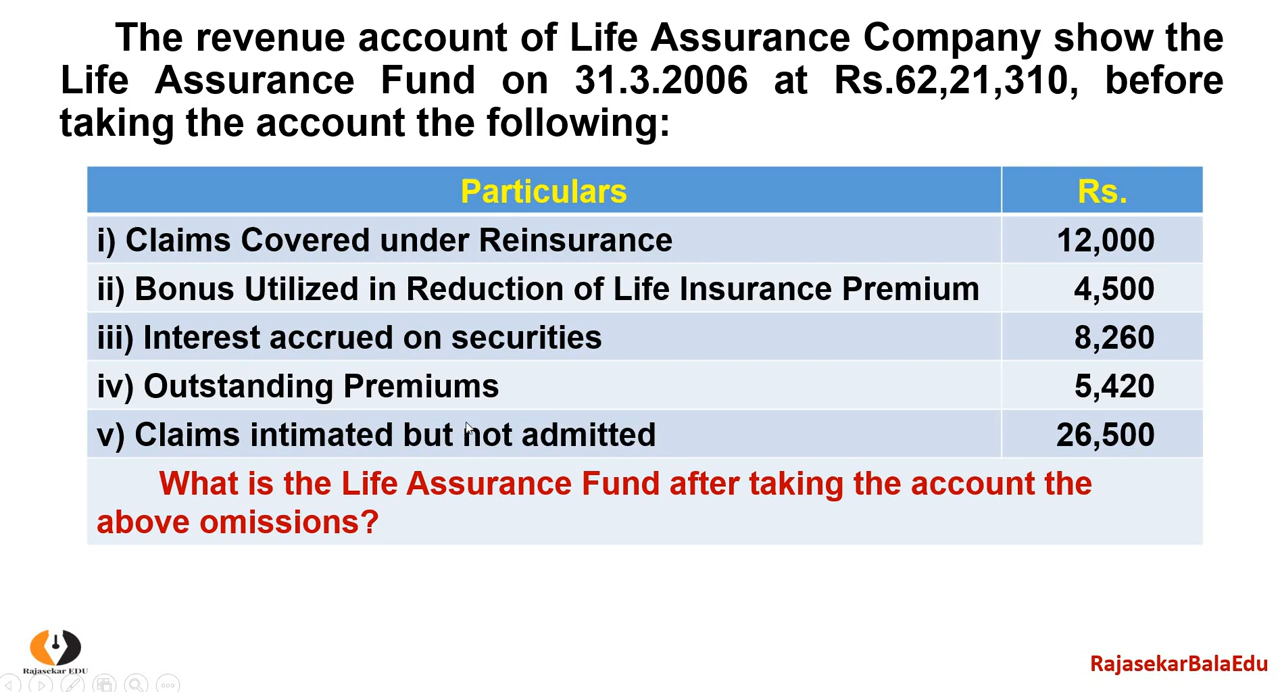 The revenue account of Life Assurance Company show the
Life Assurance Fund on 31.3.2006 at Rs.62,21,310, before
taking the account the following:
Particulars Rs.
i) Claims Covered under Reinsurance 12,000
ii) Bonus Utilized in Reduction of Life Insurance Premium 4,500
iii) Interest accrued on securities 8,260
iv) Outstanding Premiums 5,420
v) Claims intimated but not admitted 26,500
What is the Life Assurance Fund after taking the account the
above omissions?
Rajasekar EDU
RajasekarBalaEdu